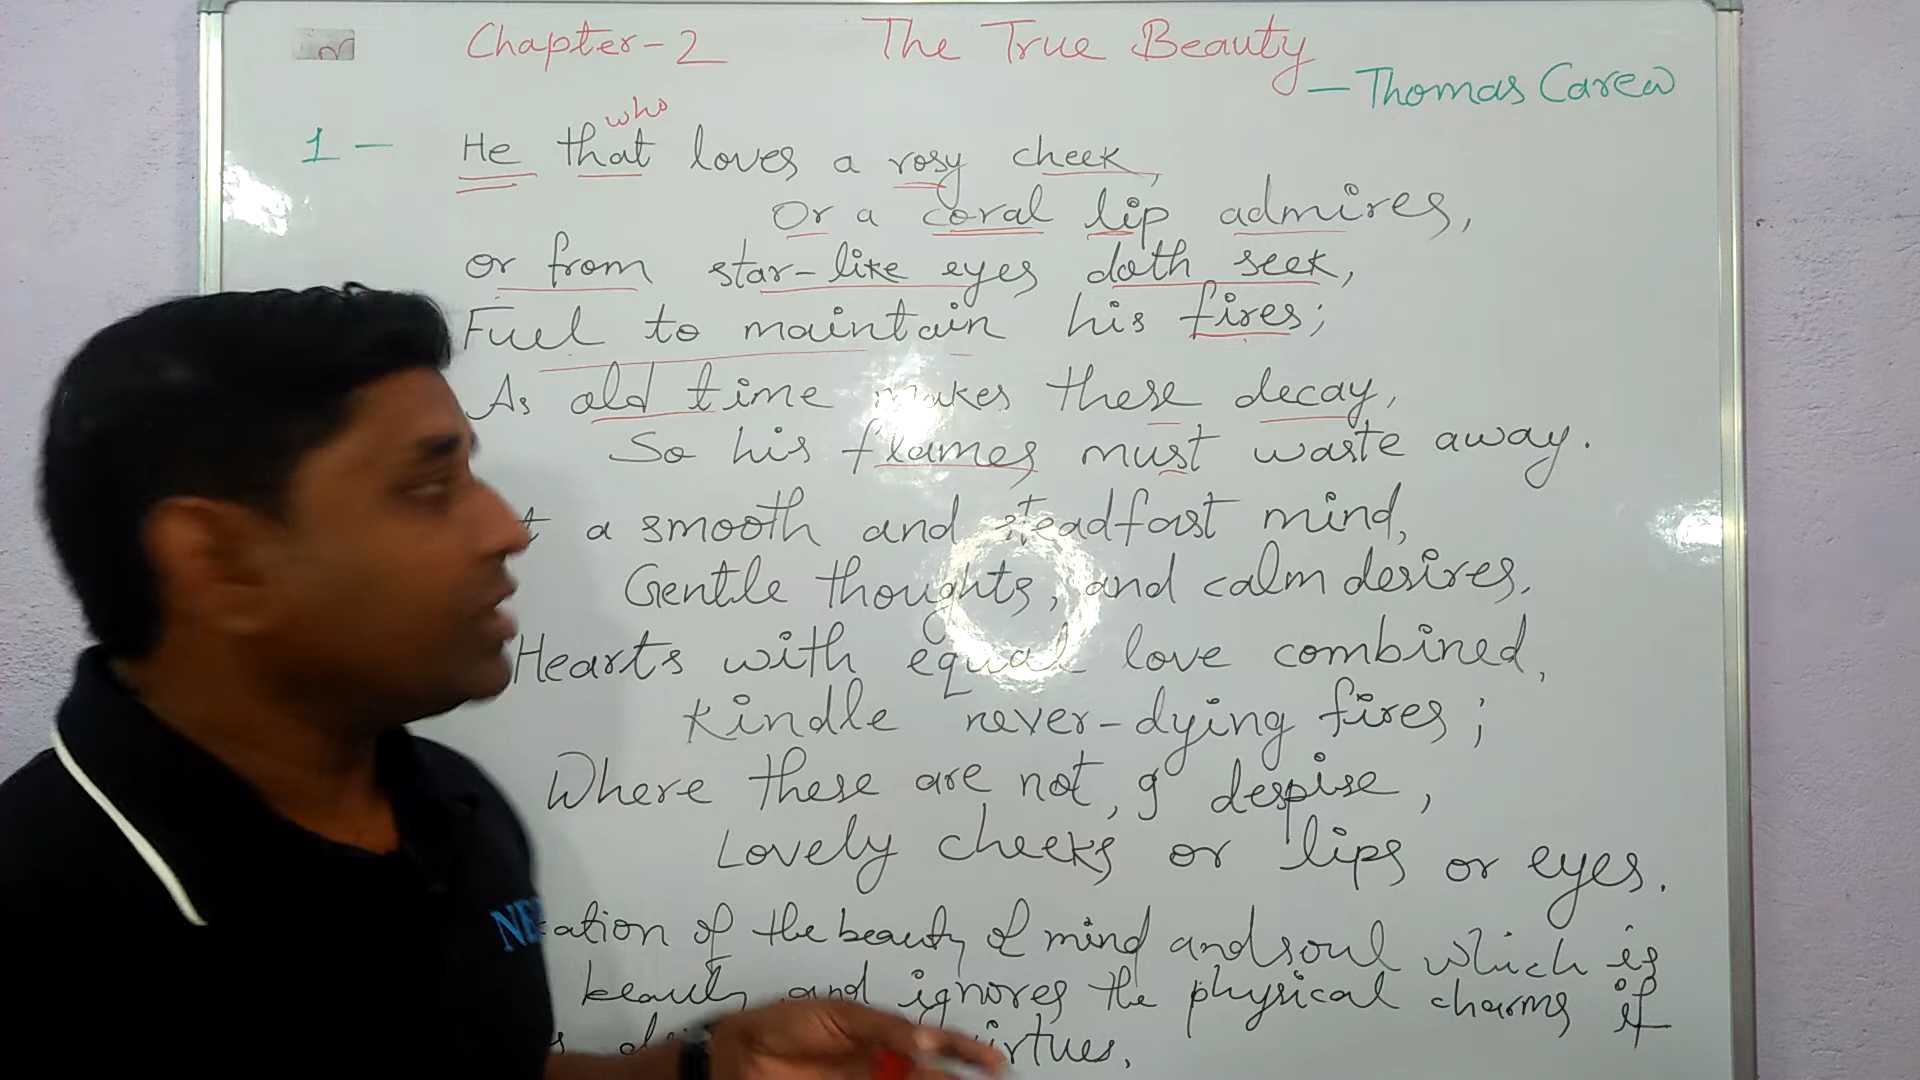 Chapter-2 The True Beauty
- Thomas Carew
who
1 - He that loves a rosy cheek,
Or a coral lip admires,
or from star-like eyes doth seek,
Fuel to maintain his fires;
As old time makes these decay,
So his flames must waste away.
a smooth and steadfast mind,
Gentle thoughts, and calm desires,
Hearts with equal love combined,
Kindle never-dying fires;
Where these are not, g despise,
Lovely cheeks or lips or eyes.
of the beauty of mind and soul which is
beauty and ignores the physical charms if